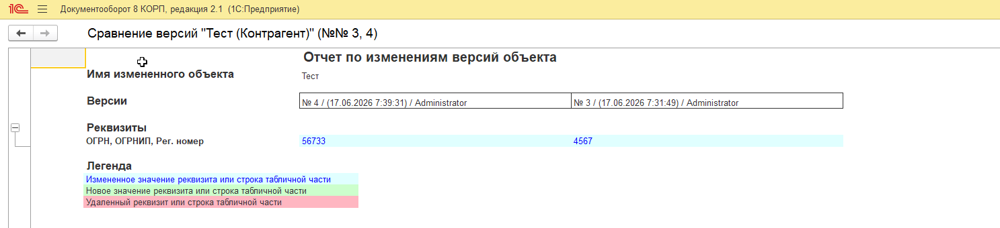 1С Документооборот 8 КОРП, редакция 2.1 (1С:Предприятие)
Сравнение версий "Тест (Контрагент)" (№№ 3, 4)
Отчет по изменениям версий объекта
Имя измененного объекта Тест
Версии № 4 / (17.06.2026 7:39:31) / Administrator № 3 / (17.06.2026 7:31:49) / Administrator
Реквизиты
ОГРН, ОГРНИП, Рег. номер 56733 4567
Легенда
Измененное значение реквизита или строка табличной части
Новое значение реквизита или строка табличной части
Удаленный реквизит или строка табличной части